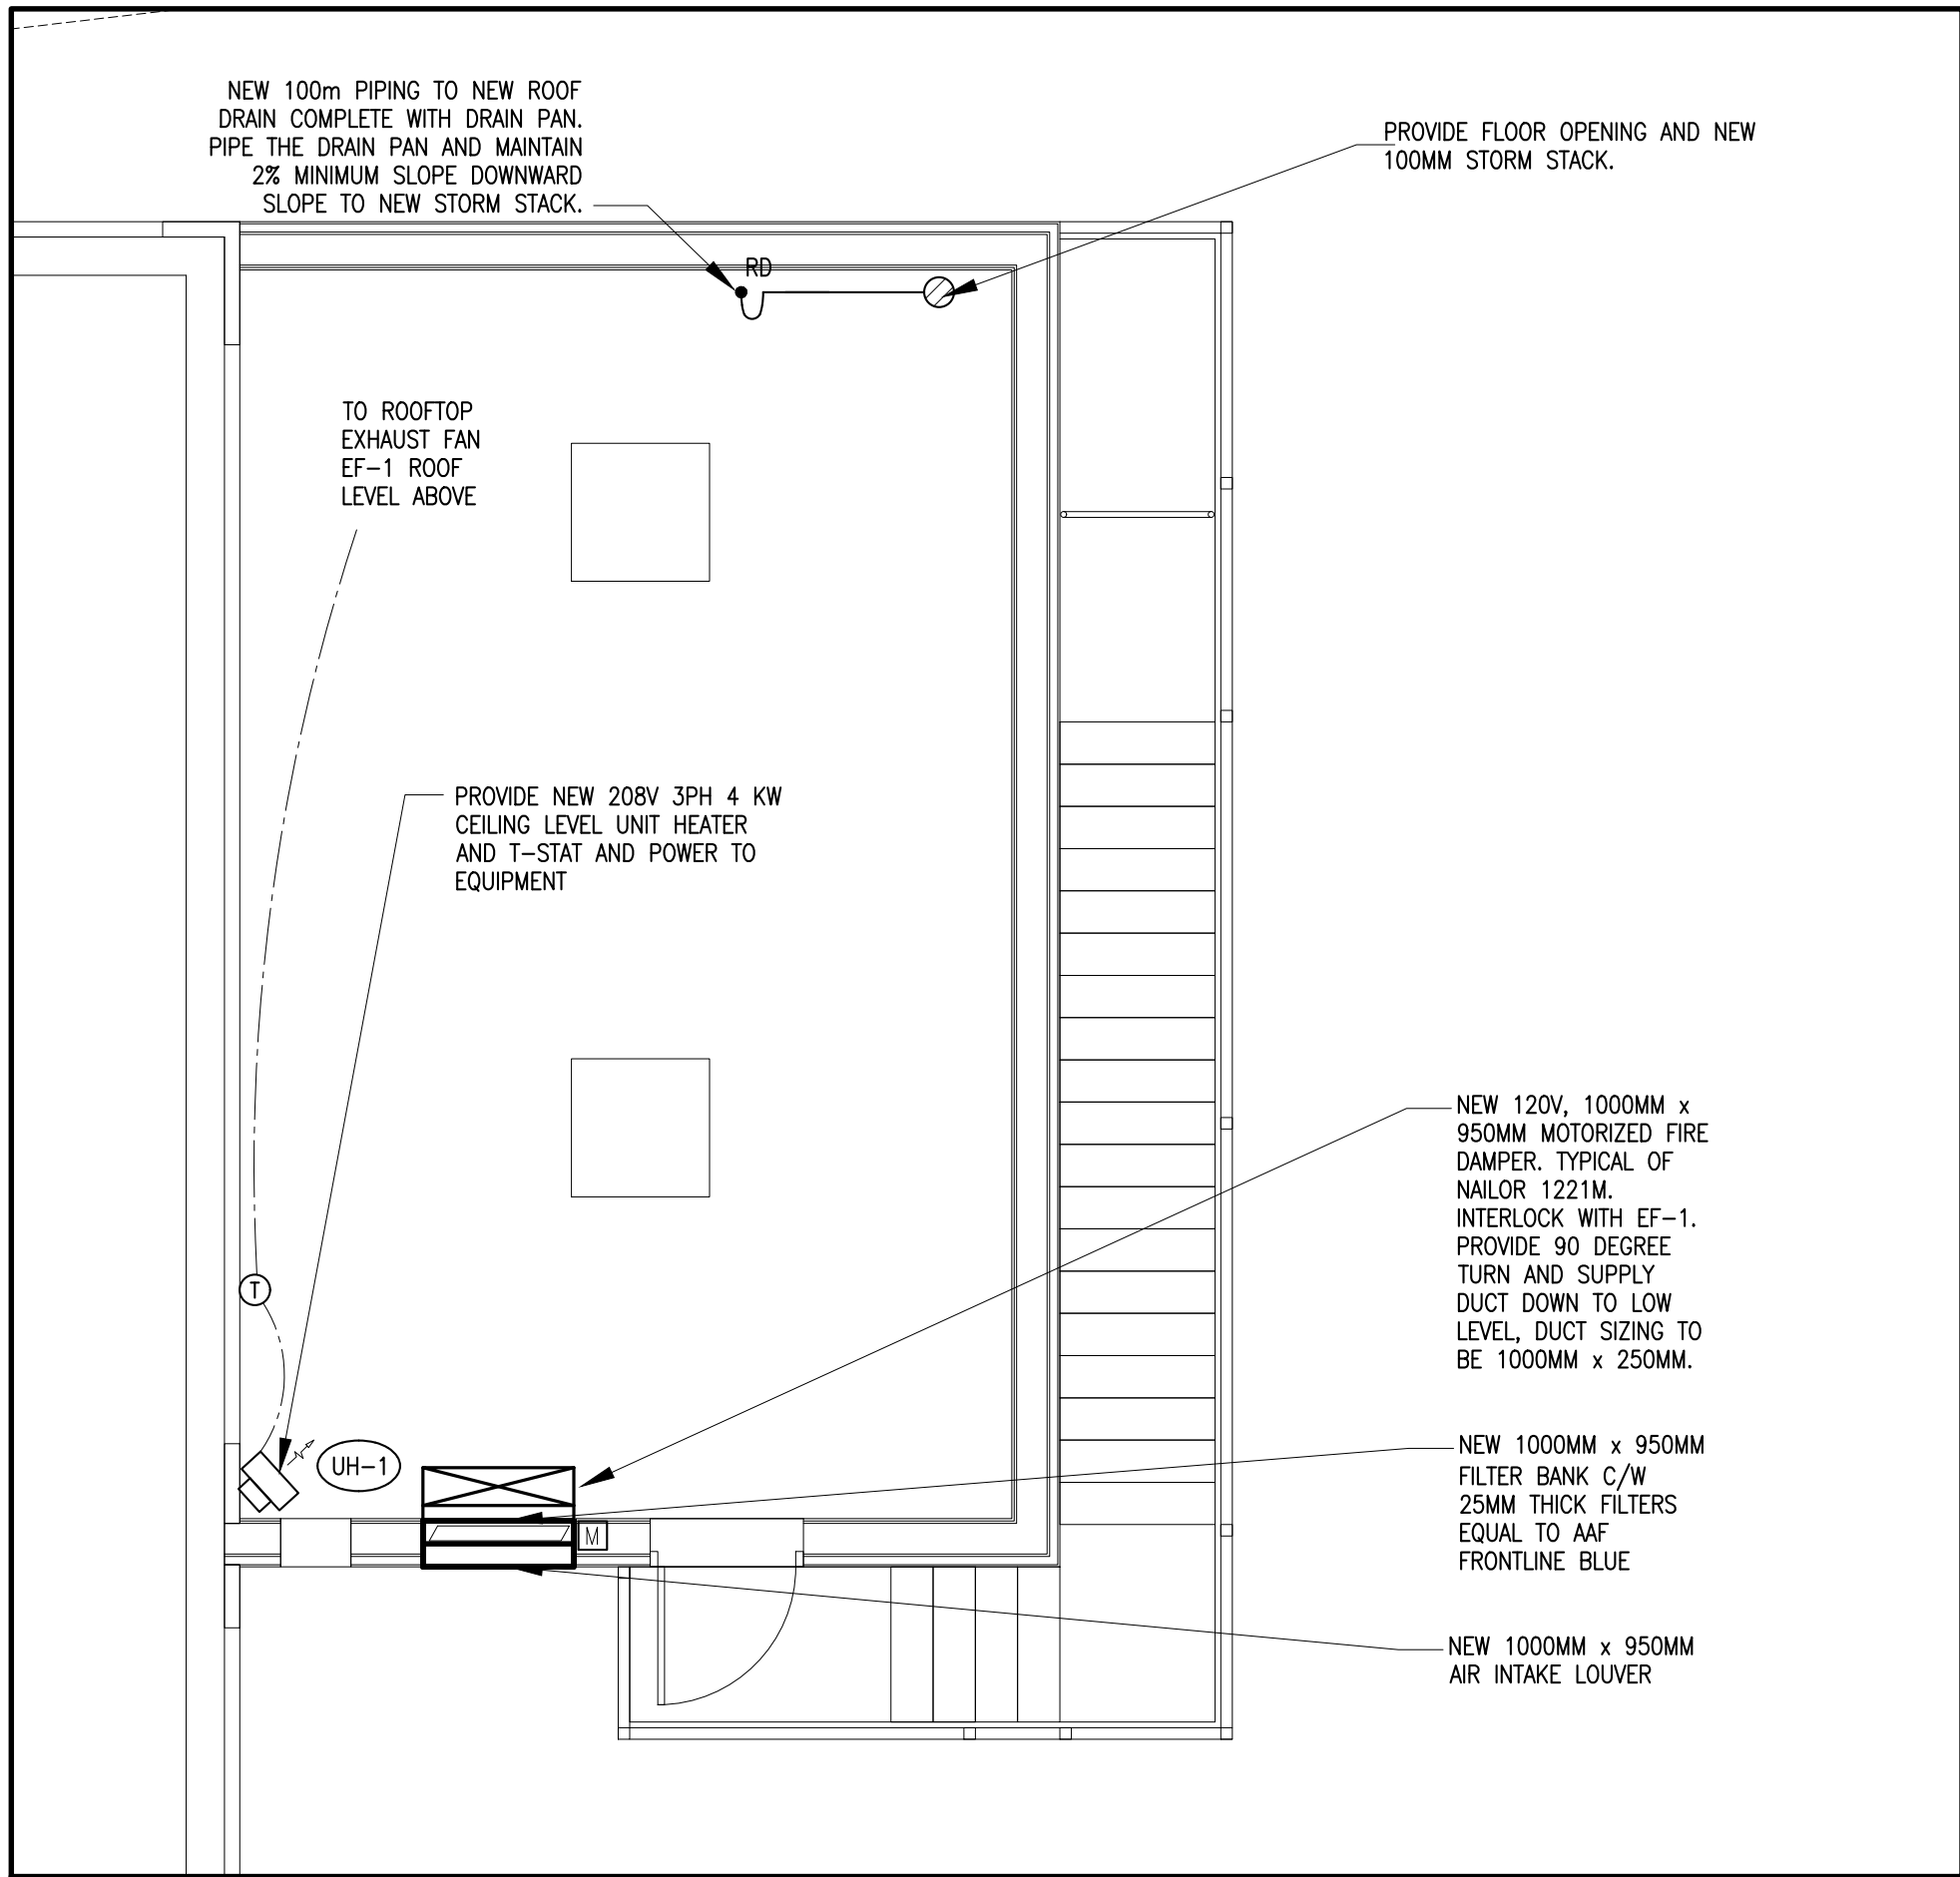 NEW 100m PIPING TO NEW ROOF
DRAIN COMPLETE WITH DRAIN PAN.
PIPE THE DRAIN PAN AND MAINTAIN
2% MINIMUM SLOPE DOWNWARD
SLOPE TO NEW STORM STACK.
PROVIDE FLOOR OPENING AND NEW
100MM STORM STACK.
RD
TO ROOFTOP
EXHAUST FAN
EF-1 ROOF
LEVEL ABOVE
PROVIDE NEW 208V 3PH 4 KW
CEILING LEVEL UNIT HEATER
AND T-STAT AND POWER TO
EQUIPMENT
NEW 120V, 1000MM x
950MM MOTORIZED FIRE
DAMPER. TYPICAL OF
NAILOR 1221M.
INTERLOCK WITH EF-1.
PROVIDE 90 DEGREE
TURN AND SUPPLY
DUCT DOWN TO LOW
LEVEL, DUCT SIZING TO
BE 1000MM x 250MM.
T
UH-1
M
NEW 1000MM x 950MM
FILTER BANK C/W
25MM THICK FILTERS
EQUAL TO AAF
FRONTLINE BLUE
NEW 1000MM x 950MM
AIR INTAKE LOUVER